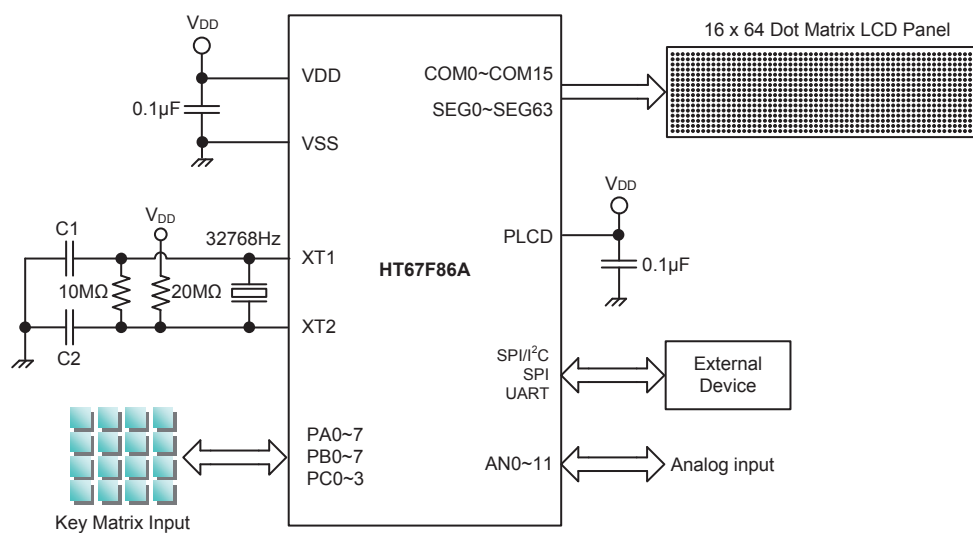 VDD
16 x 64 Dot Matrix LCD Panel
VDD
COM0~COM15
0.1µF
SEG0~SEG63
VSS
VDD
C1
VDD
32768Hz
PLCD
XT1
HT67F86A
0.1µF
10MΩ
20MΩ
XT2
C2
SPI/I²C
SPI
UART
External
Device
PA0~7
PB0~7
PC0~3
AN0~11
Analog input
Key Matrix Input